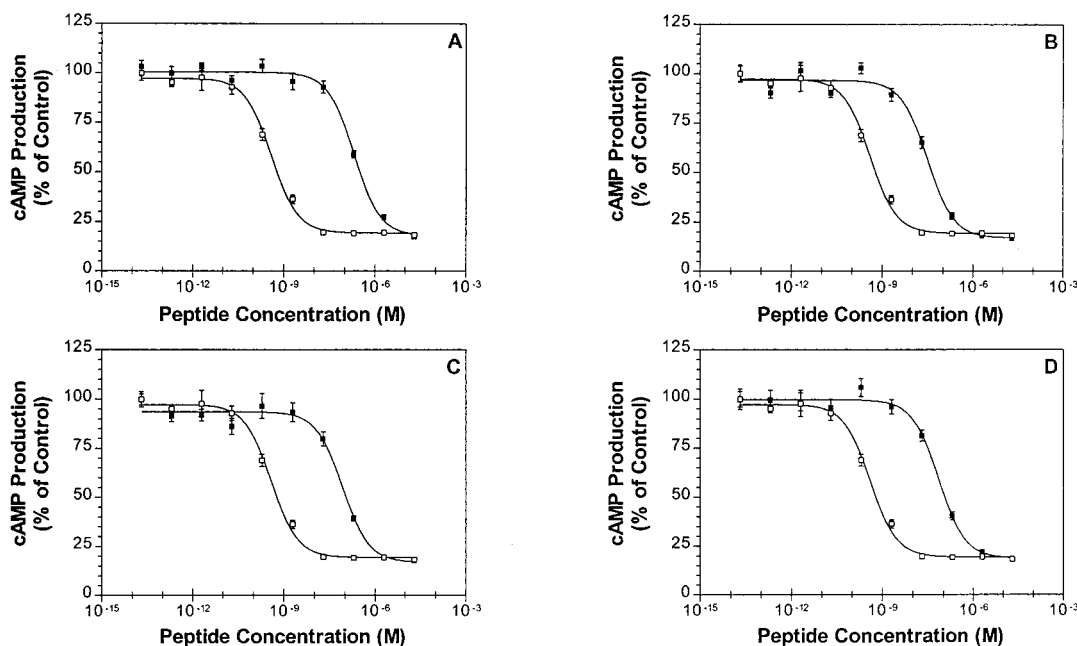 A
cAMP Production
(% of Control)
125
100
75
50
25
0
10-15
10-12
10-9
10-6
10-3
Peptide Concentration (M)
B
cAMP Production
(% of Control)
125
100
75
50
25
0
10-15
10-12
10-9
10-6
10-3
Peptide Concentration (M)
C
cAMP Production
(% of Control)
125
100
75
50
25
0
10-15
10-12
10-9
10-6
10-3
Peptide Concentration (M)
D
cAMP Production
(% of Control)
125
100
75
50
25
0
10-15
10-12
10-9
10-6
10-3
Peptide Concentration (M)